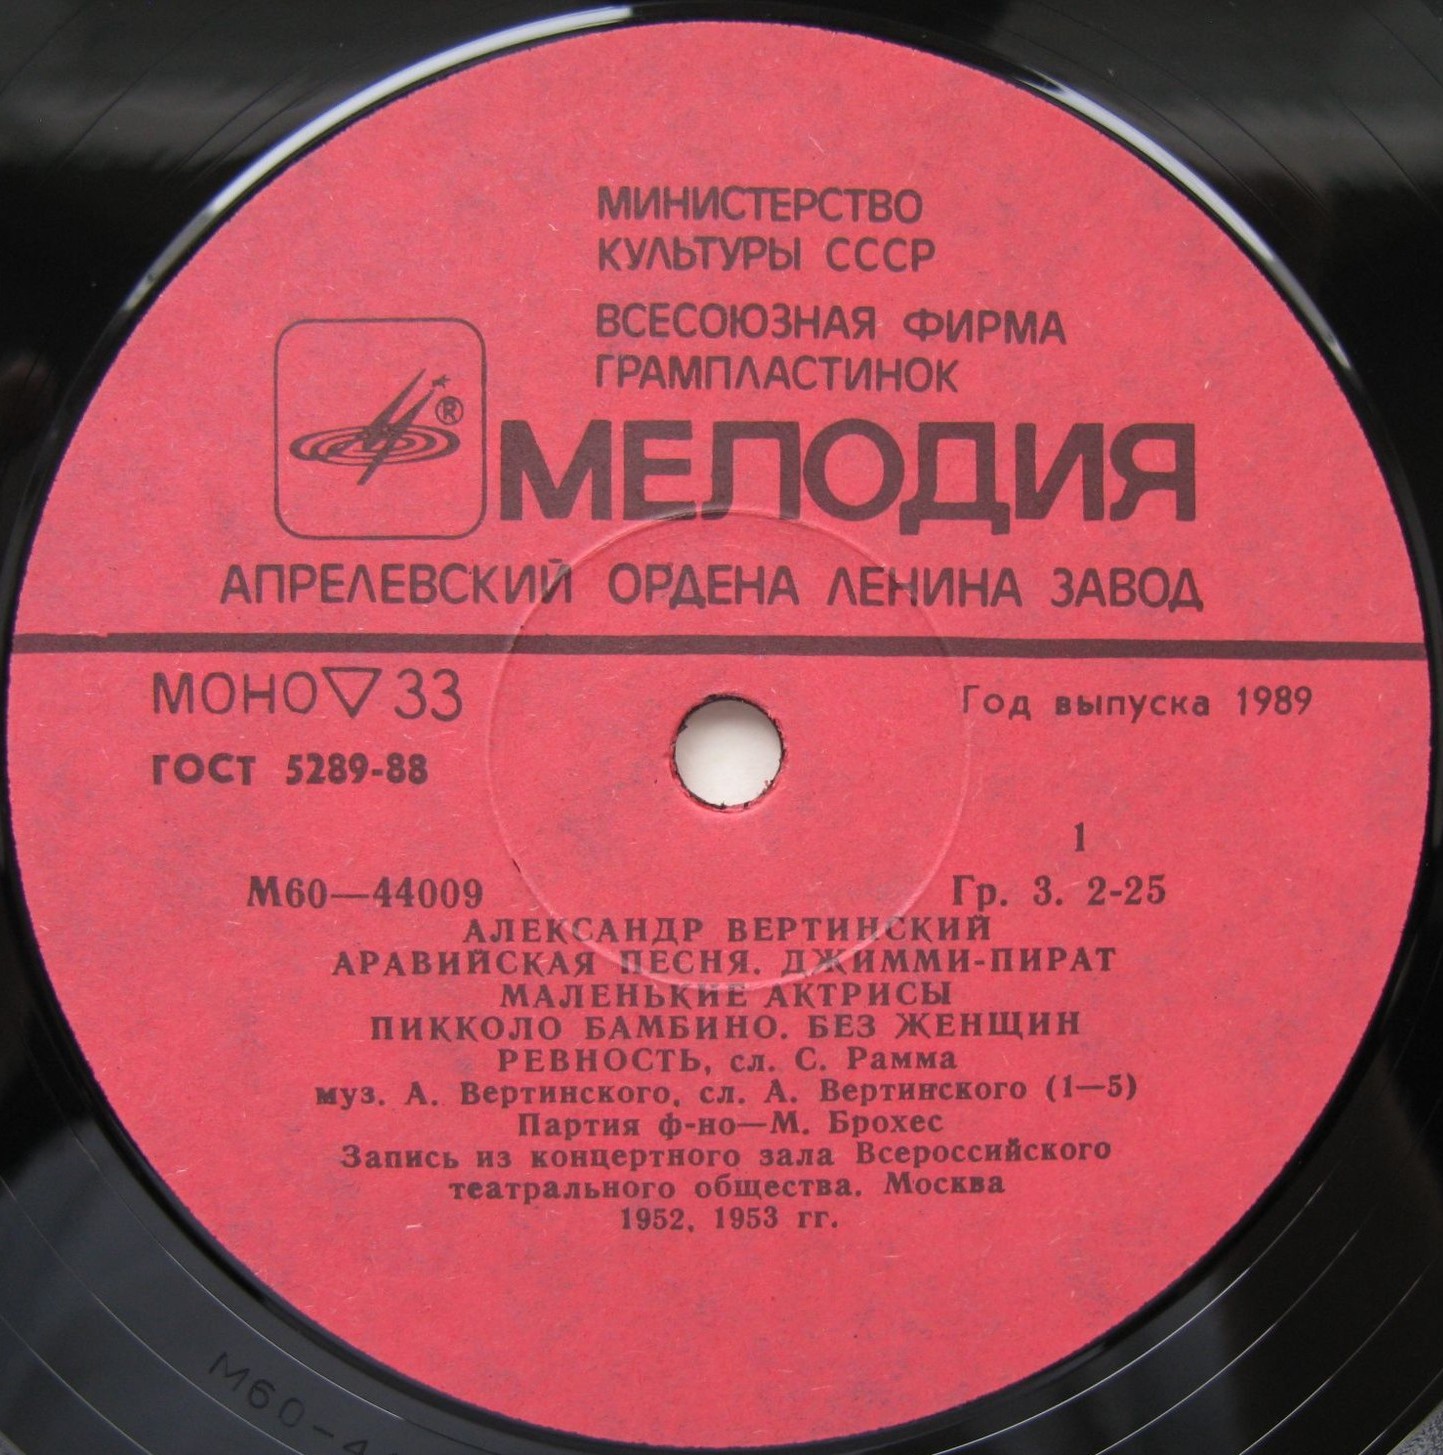 МИНИСТЕРСТВО
КУЛЬТУРЫ СССР
ВСЕСОЮЗНАЯ ФИРМА
ГРАМПЛАСТИНОК
®
МЕЛОДИЯ
АПРЕЛЕВСКИЙ ОРДЕНА ЛЕНИНА ЗАВОД
МОНО▽33
Год выпуска 1989
ГОСТ 5289-88
1
М60—44009
Гр. 3. 2-25
АЛЕКСАНДР ВЕРТИНСКИЙ
АРАВИЙСКАЯ ПЕСНЯ. ДЖИММИ-ПИРАТ
МАЛЕНЬКИЕ АКТРИСЫ
ПИККОЛО БАМБИНО. БЕЗ ЖЕНЩИН
РЕВНОСТЬ, сл. С. Рамма
муз. А. Вертинского, сл. А. Вертинского (1—5)
Партия ф-но—М. Брохес
Запись из концертного зала Всероссийского
театрального общества. Москва
1952, 1953 гг.
М60-4